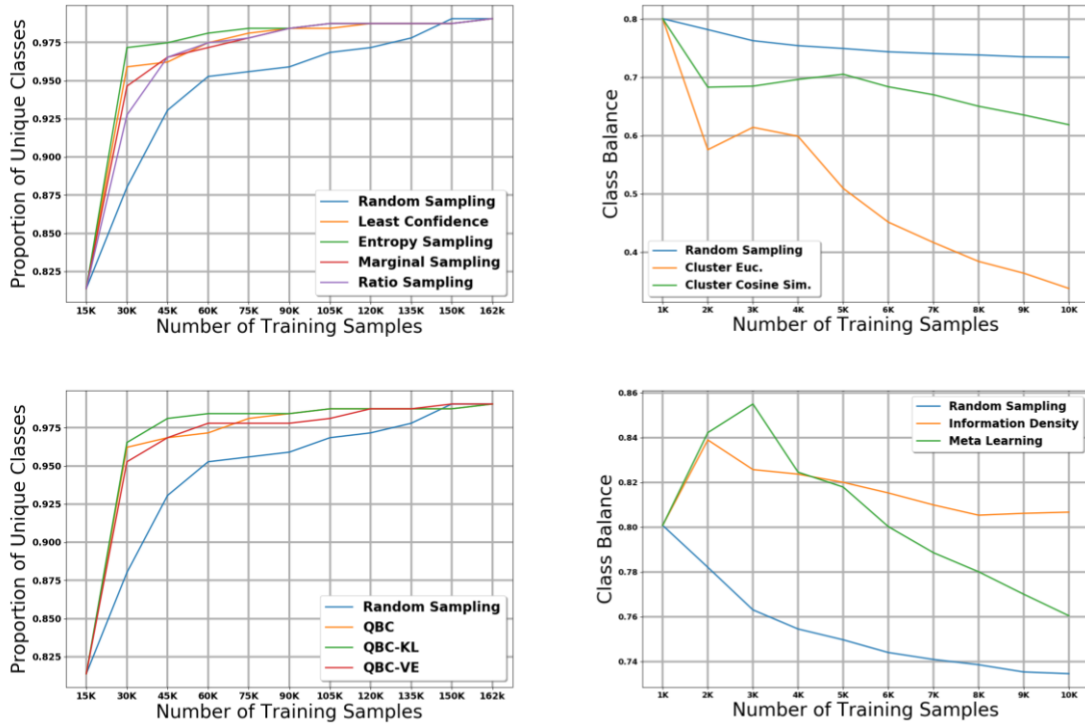 Proportion of Unique Classes
0.975
0.950
0.925
0.900
0.875
0.850
0.825
Random Sampling
Least Confidence
Entropy Sampling
Marginal Sampling
Ratio Sampling
15K 30K 45K 60K 75K 90K 105K 120K 135K 150K 162K
Number of Training Samples
Class Balance
0.8
0.7
0.6
0.5
0.4
Random Sampling
Cluster Euc.
Cluster Cosine Sim.
1K 2K 3K 4K 5K 6K 7K 8K 9K 10K
Number of Training Samples
Proportion of Unique Classes
0.975
0.950
0.925
0.900
0.875
0.850
0.825
Random Sampling
QBC
QBC-KL
QBC-VE
15K 30K 45K 60K 75K 90K 105K 120K 135K 150K 162K
Number of Training Samples
Class Balance
0.86
0.84
0.82
0.80
0.78
0.76
0.74
Random Sampling
Information Density
Meta Learning
1K 2K 3K 4K 5K 6K 7K 8K 9K 10K
Number of Training Samples